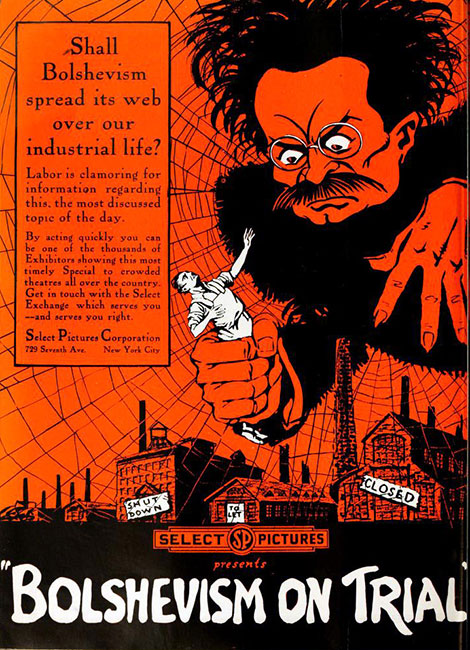 Shall
Bolshevism
spread its web
over our
industrial life?
Labor is clamoring for
information regarding
this, the most discussed
topic of the day.
By acting quickly you can
be one of the thousands of
Exhibitors showing this most
timely Special to crowded
theatres all over the country.
Get in touch with the Select
Exchange which serves you
—and serves you right.
Select Pictures Corporation
729 Seventh Ave. New York City
SHUT
DOWN
TO
LET
CLOSED
SELECT SP PICTURES
presents
"BOLSHEVISM ON TRIAL"